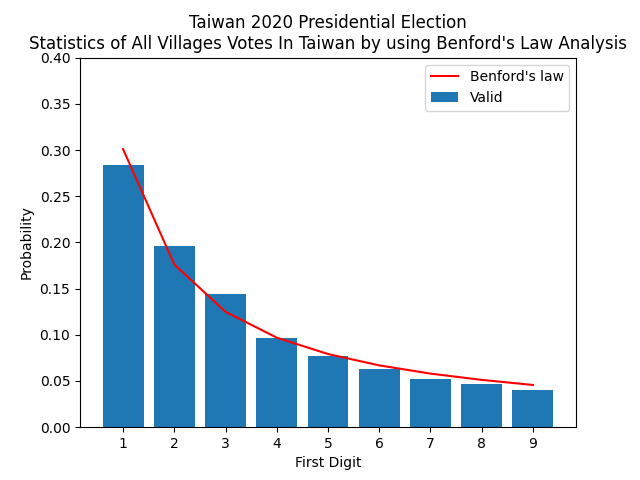 Taiwan 2020 Presidential Election
Statistics of All Villages Votes In Taiwan by using Benford's Law Analysis
Benford's law
Valid
0.40
0.35
0.30
0.25
0.20
0.15
0.10
0.05
0.00
Probability
1 2 3 4 5 6 7 8 9
First Digit